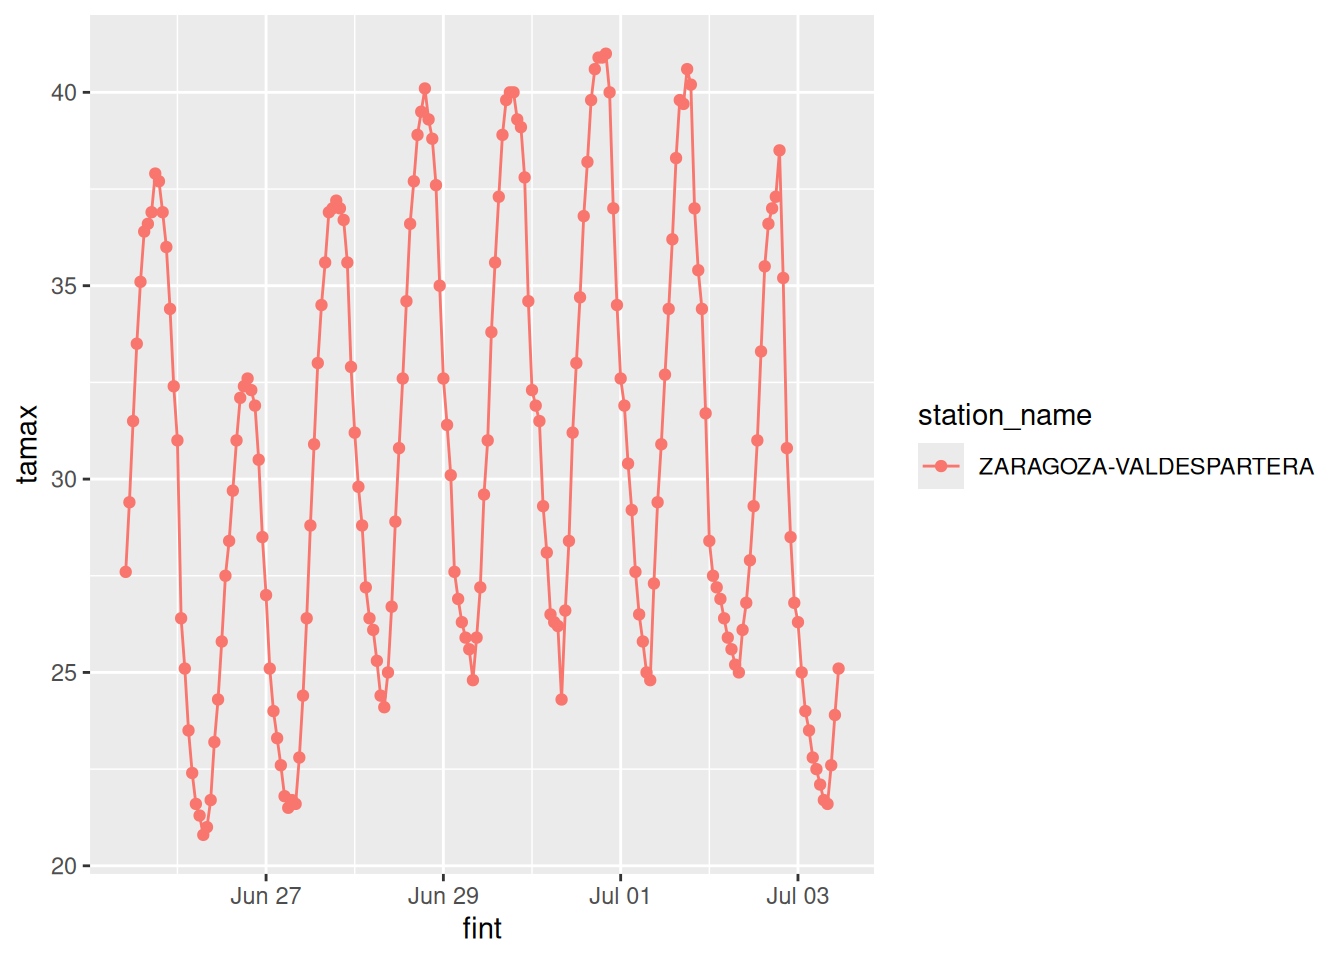 tamax
40
35
30
25
20
Jun 27
Jun 29
Jul 01
Jul 03
fint
station_name
ZARAGOZA-VALDESPARTERA